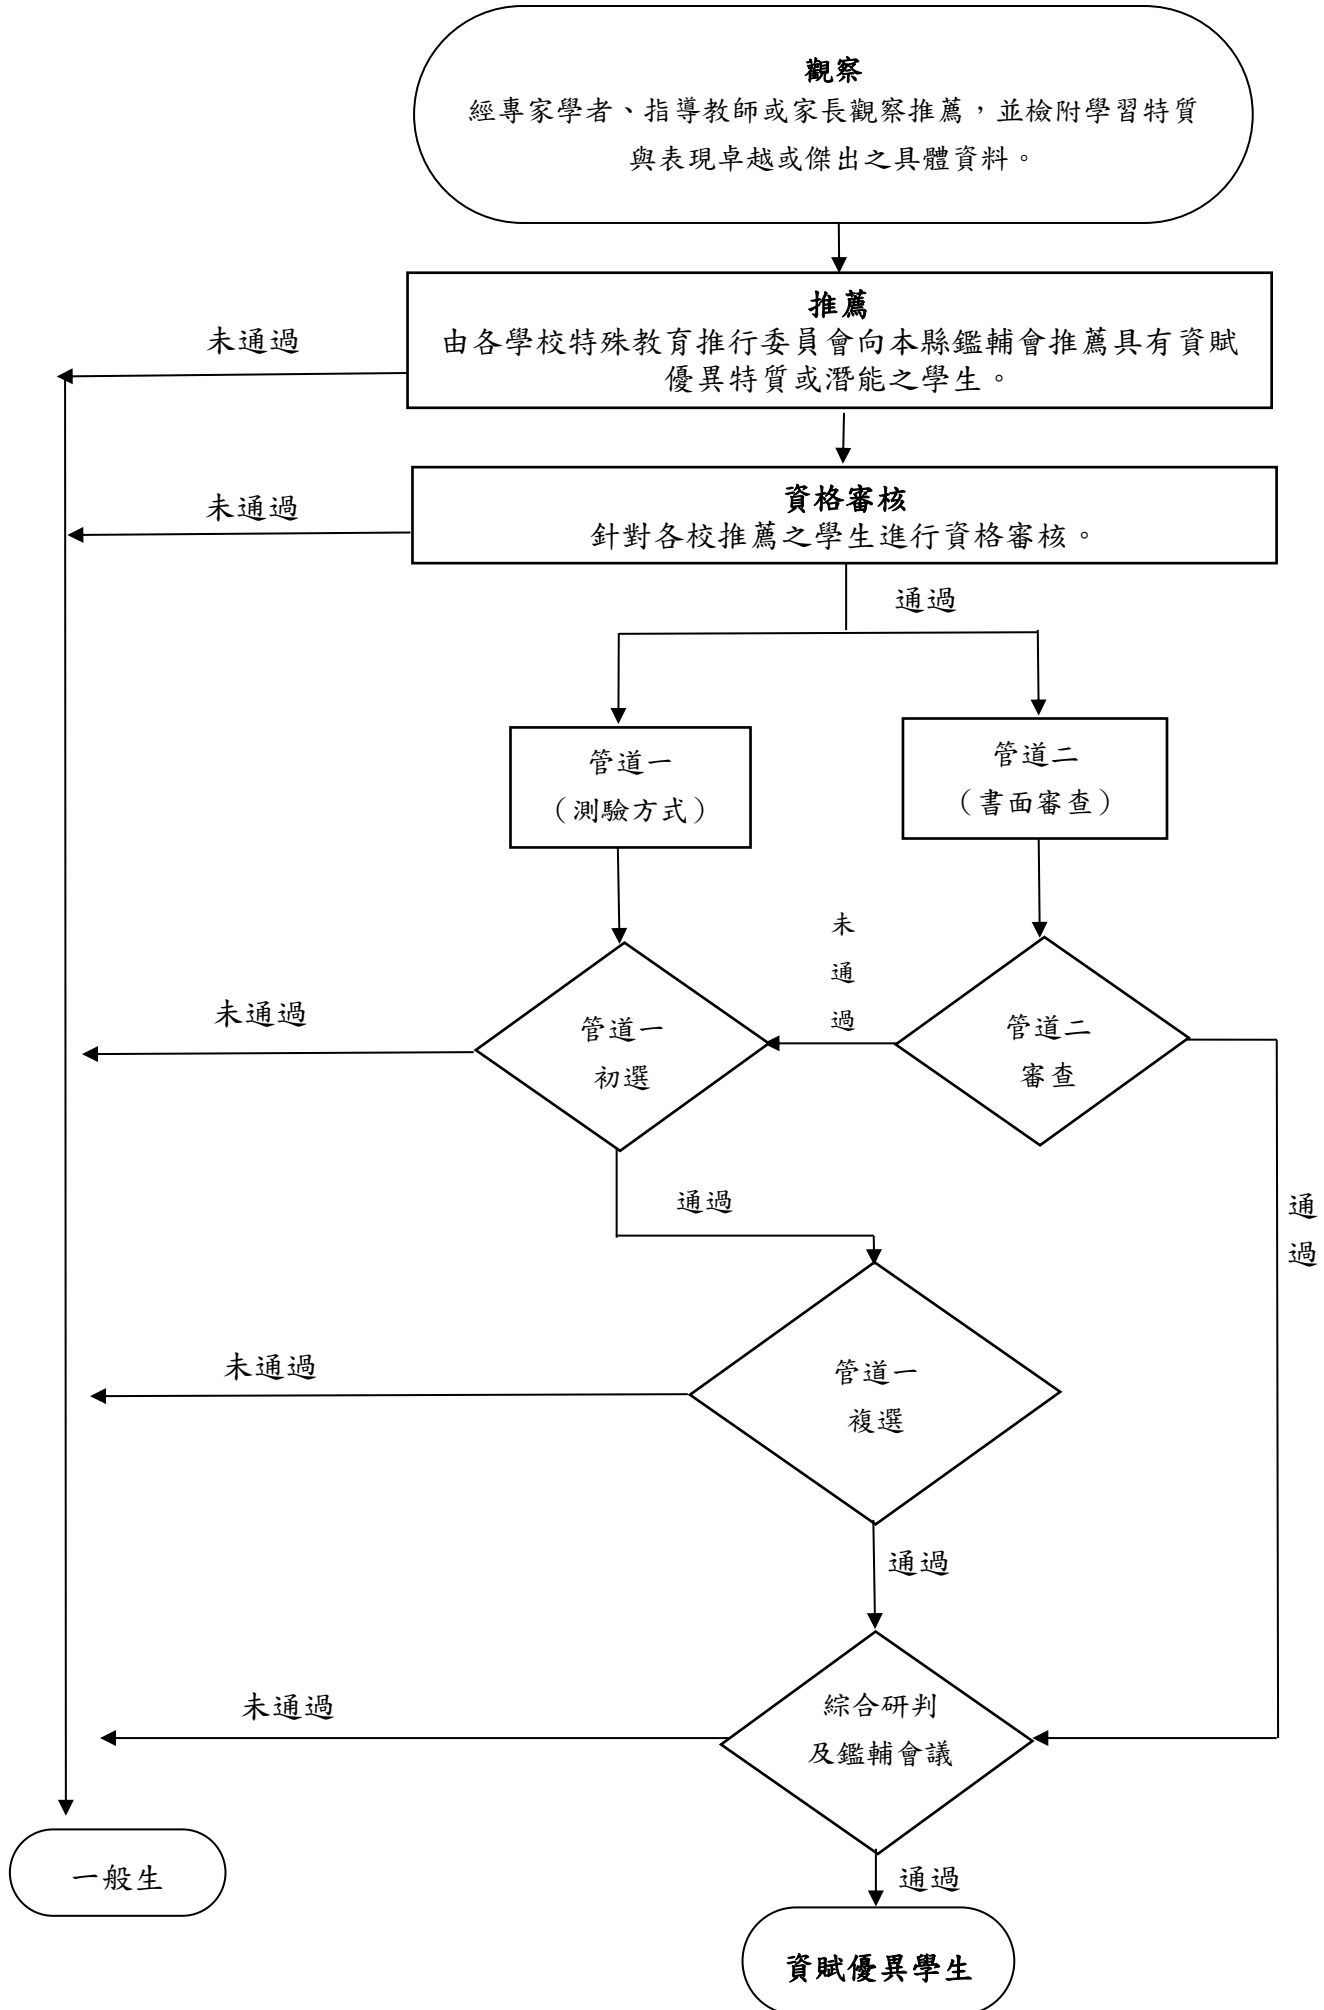 觀察
經專家學者、指導教師或家長觀察推薦，並檢附學習特質
與表現卓越或傑出之具體資料。
推薦
由各學校特殊教育推行委員會向本縣鑑輔會推薦具有資賦
優異特質或潛能之學生。
未通過
資格審核
針對各校推薦之學生進行資格審核。
未通過
通過
管道一
（測驗方式）
管道二
（書面審查）
未
通
過
未通過
管道一
初選
管道二
審查
通過
通
過
未通過
管道一
複選
通過
未通過
綜合研判
及鑑輔會議
一般生
通過
資賦優異學生